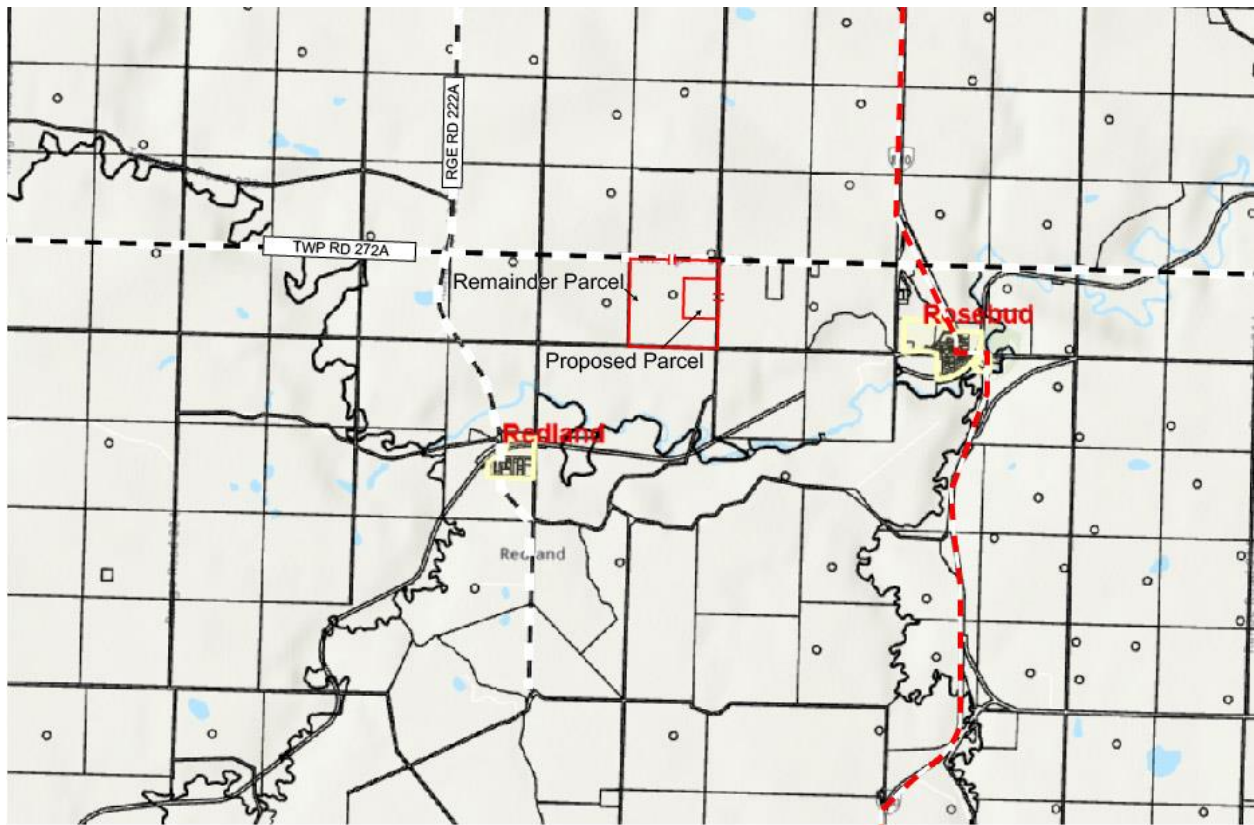 RGE RD 222A
TWP RD 272A
Remainder Parcel
Rosebud
Proposed Parcel
Redland
Redland